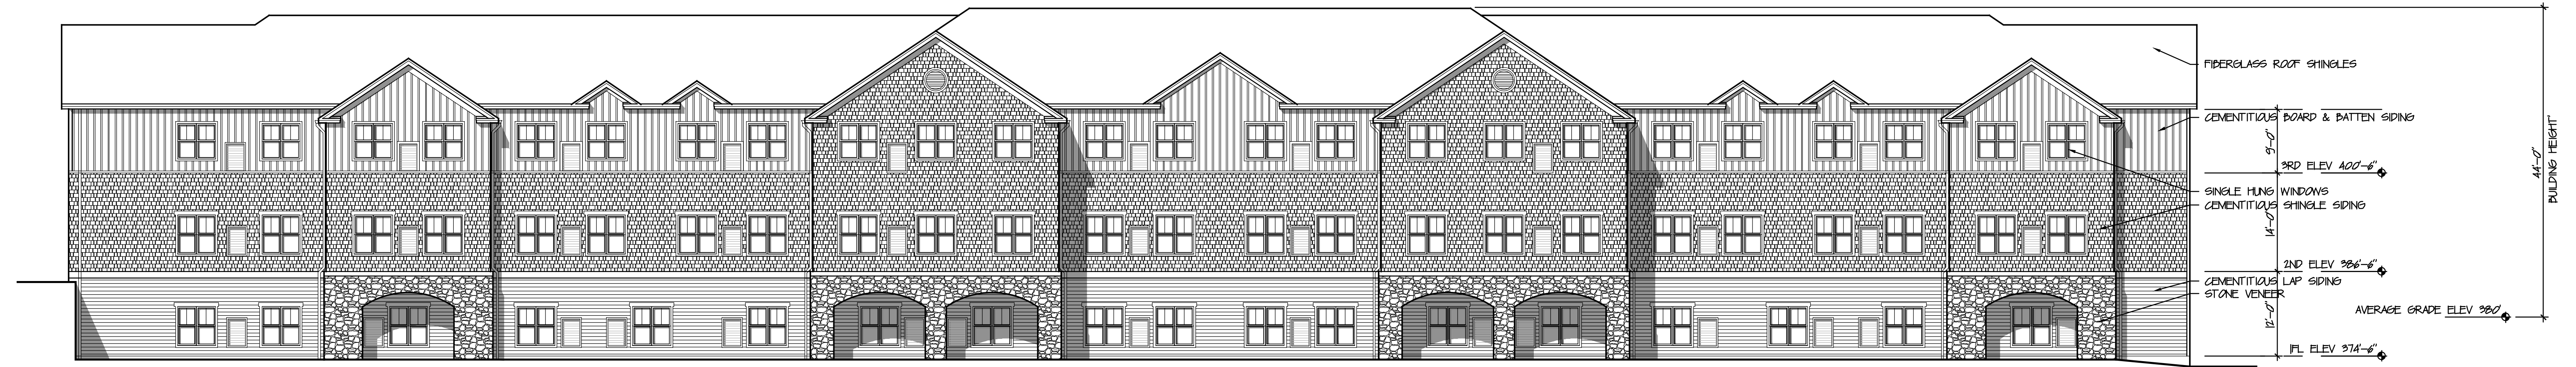 FIBERGLASS ROOF SHINGLES
CEMENTITIOUS BOARD & BATTEN SIDING
9'-0"
3RD ELEV 400'-6"
44'-0"
BUILDING HEIGHT
SINGLE HUNG WINDOWS
CEMENTITIOUS SHINGLE SIDING
14'-0"
2ND ELEV 386'-6"
CEMENTITIOUS LAP SIDING
STONE VENEER
12'-0"
AVERAGE GRADE ELEV 380'
1FL ELEV 374'-6"